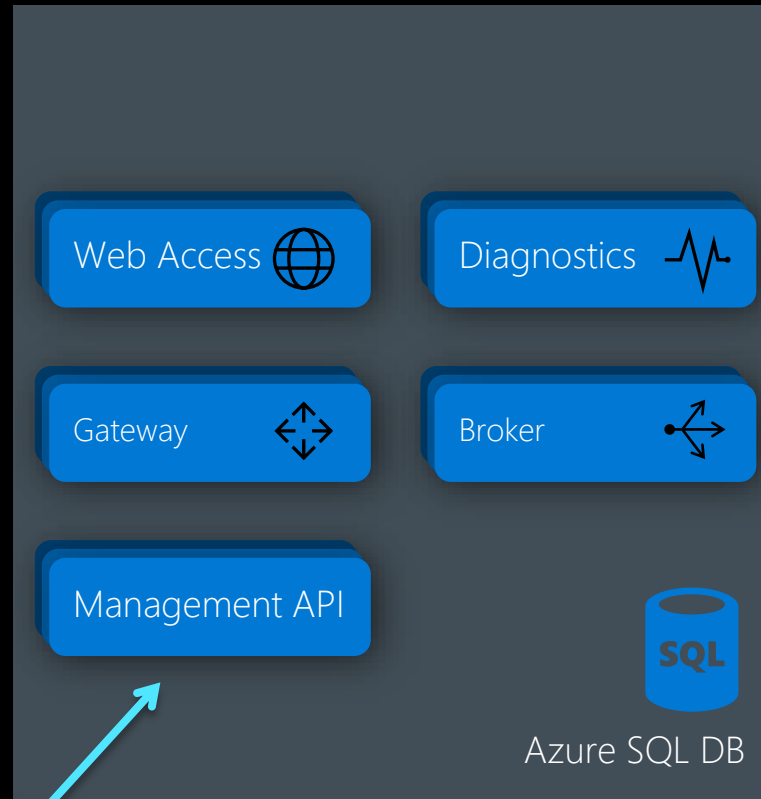 Web Access
Diagnostics
Gateway
Broker
Management API
SQL
Azure SQL DB